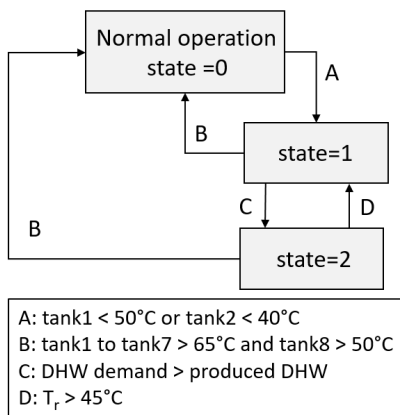 Normal operation
state =0
A
B
state=1
C
D
B
state=2
A: tank1 < 50°C or tank2 < 40°C
B: tank1 to tank7 > 65°C and tank8 > 50°C
C: DHW demand > produced DHW
D: Tᵣ > 45°C